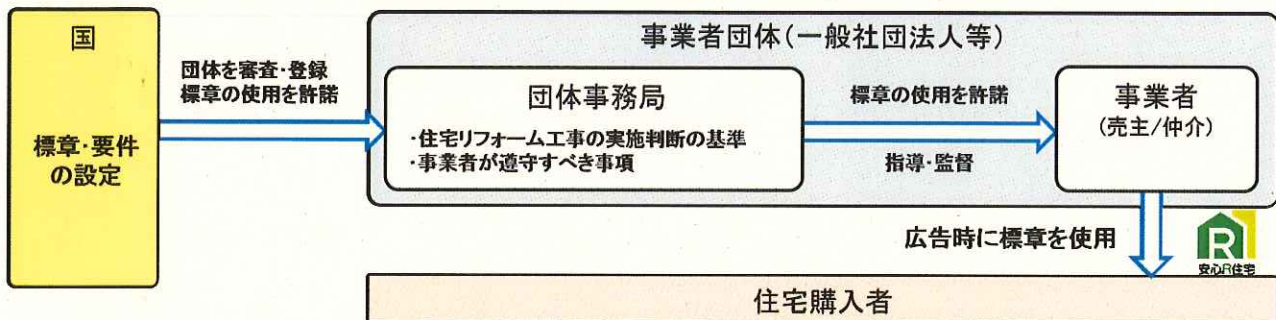 国
標章・要件
の設定
団体を審査・登録
標章の使用を許諾
事業者団体(一般社団法人等)
団体事務局
・住宅リフォーム工事の実施判断の基準
・事業者が遵守すべき事項
標章の使用を許諾
指導・監督
事業者
(売主/仲介)
広告時に標章を使用
R
安心R住宅
住宅購入者